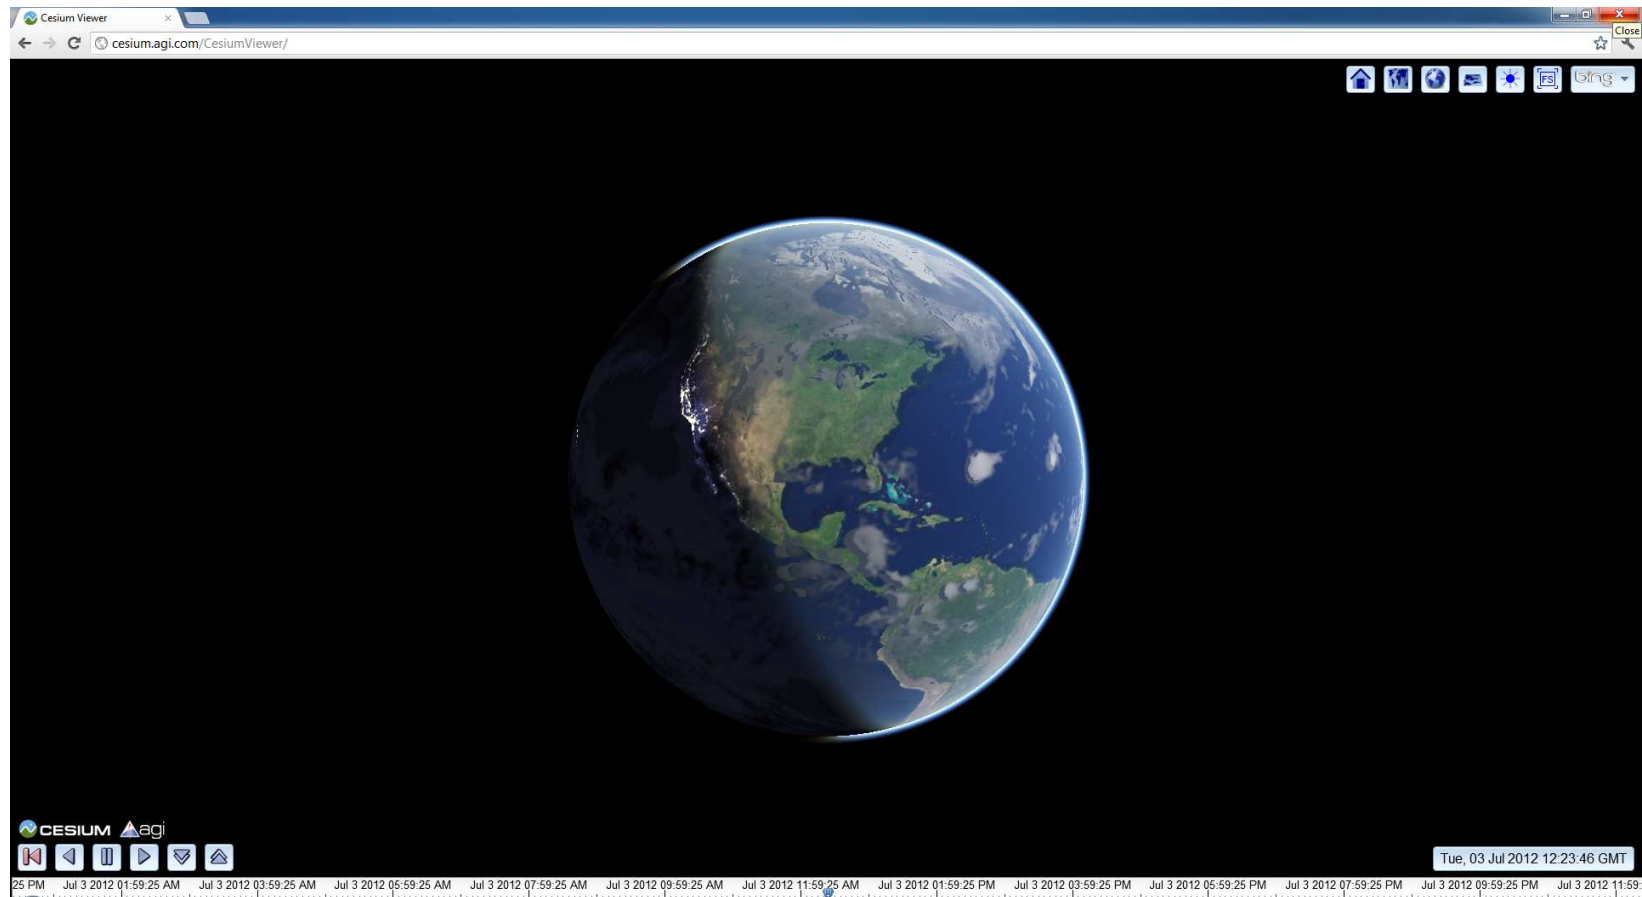 Cesium Viewer
Close
cesium.agi.com/CesiumViewer/
FS
bing
CESIUM agi
Tue, 03 Jul 2012 12:23:46 GMT
25 PM Jul 3 2012 01:59:25 AM Jul 3 2012 03:59:25 AM Jul 3 2012 05:59:25 AM Jul 3 2012 07:59:25 AM Jul 3 2012 09:59:25 AM Jul 3 2012 11:59:25 AM Jul 3 2012 01:59:25 PM Jul 3 2012 03:59:25 PM Jul 3 2012 05:59:25 PM Jul 3 2012 07:59:25 PM Jul 3 2012 09:59:25 PM Jul 3 2012 11:59: